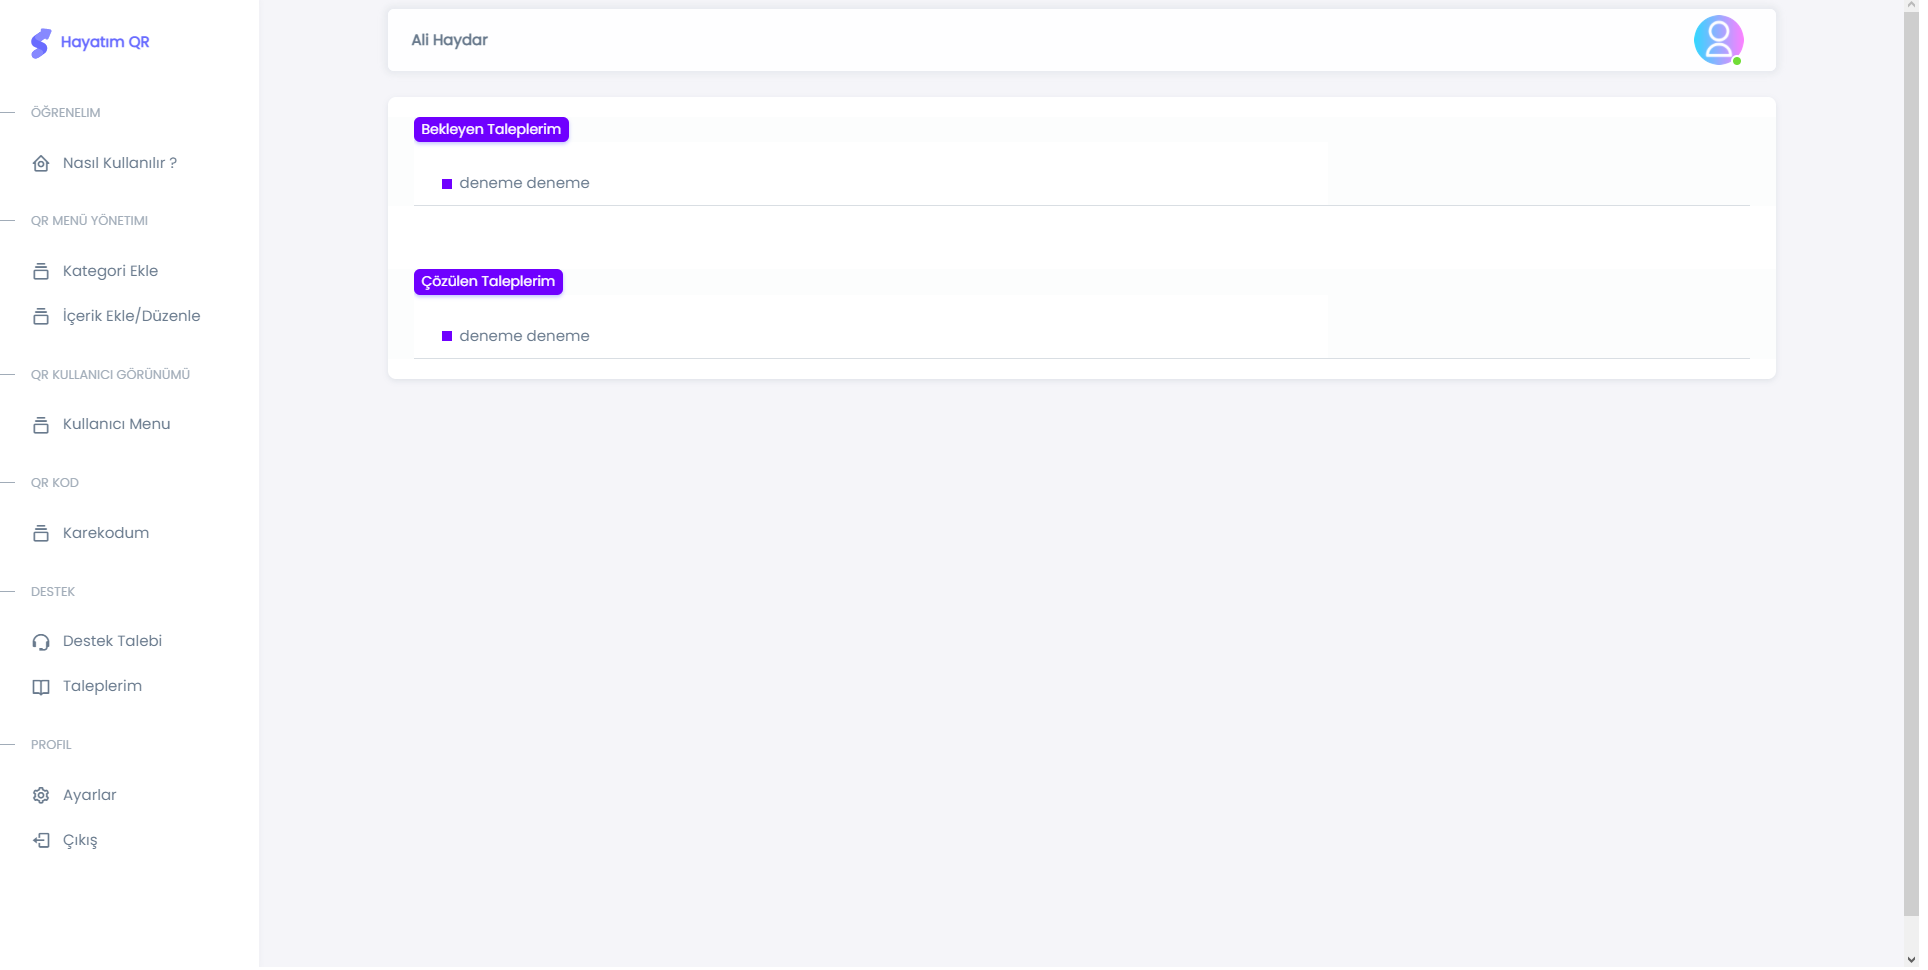 Hayatım QR
ÖĞRENELIM
Nasıl Kullanılır ?
QR MENÜ YÖNETIMI
Kategori Ekle
İçerik Ekle/Düzenle
QR KULLANICI GÖRÜNÜMÜ
Kullanıcı Menu
QR KOD
Karekodum
DESTEK
Destek Talebi
Taleplerim
PROFIL
Ayarlar
Çıkış
Ali Haydar
Bekleyen Taleplerim
deneme deneme
Çözülen Taleplerim
deneme deneme